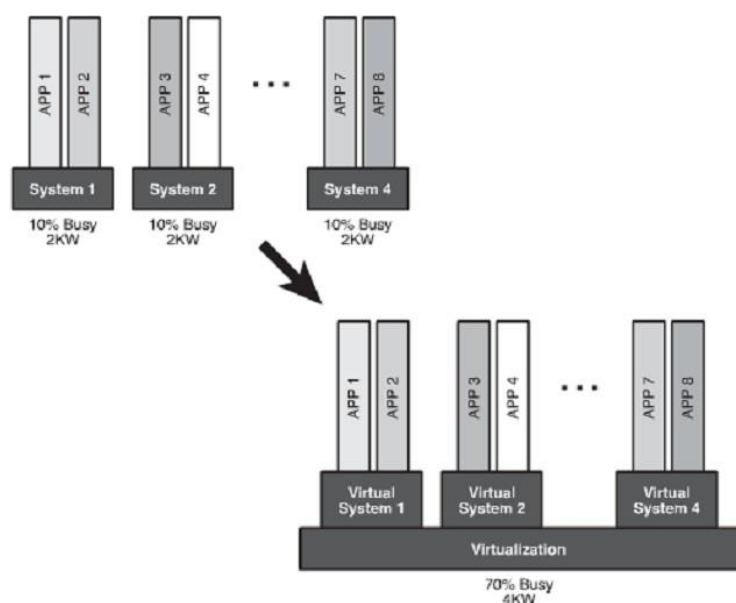 APP 1
APP 2
APP 3
APP 4
...
APP 7
APP 8
System 1
System 2
System 4
10% Busy
2KW
10% Busy
2KW
10% Busy
2KW
APP 1
APP 2
APP 3
APP 4
...
APP 7
APP 8
Virtual
System 1
Virtual
System 2
Virtual
System 4
Virtualization
70% Busy
4KW